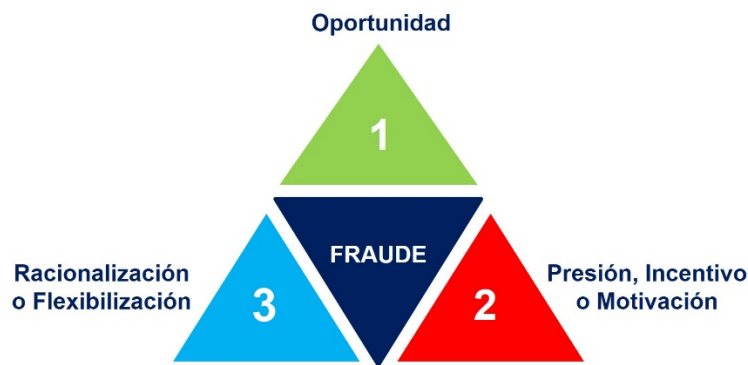 Oportunidad
1
FRAUDE
Racionalización
o Flexibilización
3
2
Presión, Incentivo
o Motivación